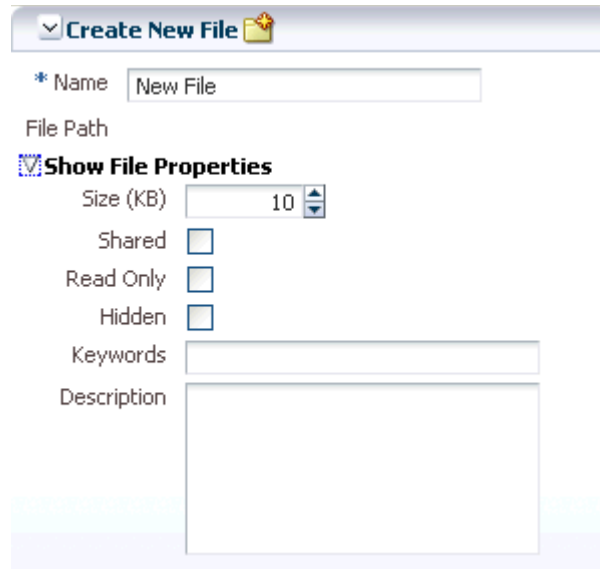 Create New File
* Name New File
File Path
Show File Properties
Size (KB) 10
Shared
Read Only
Hidden
Keywords
Description